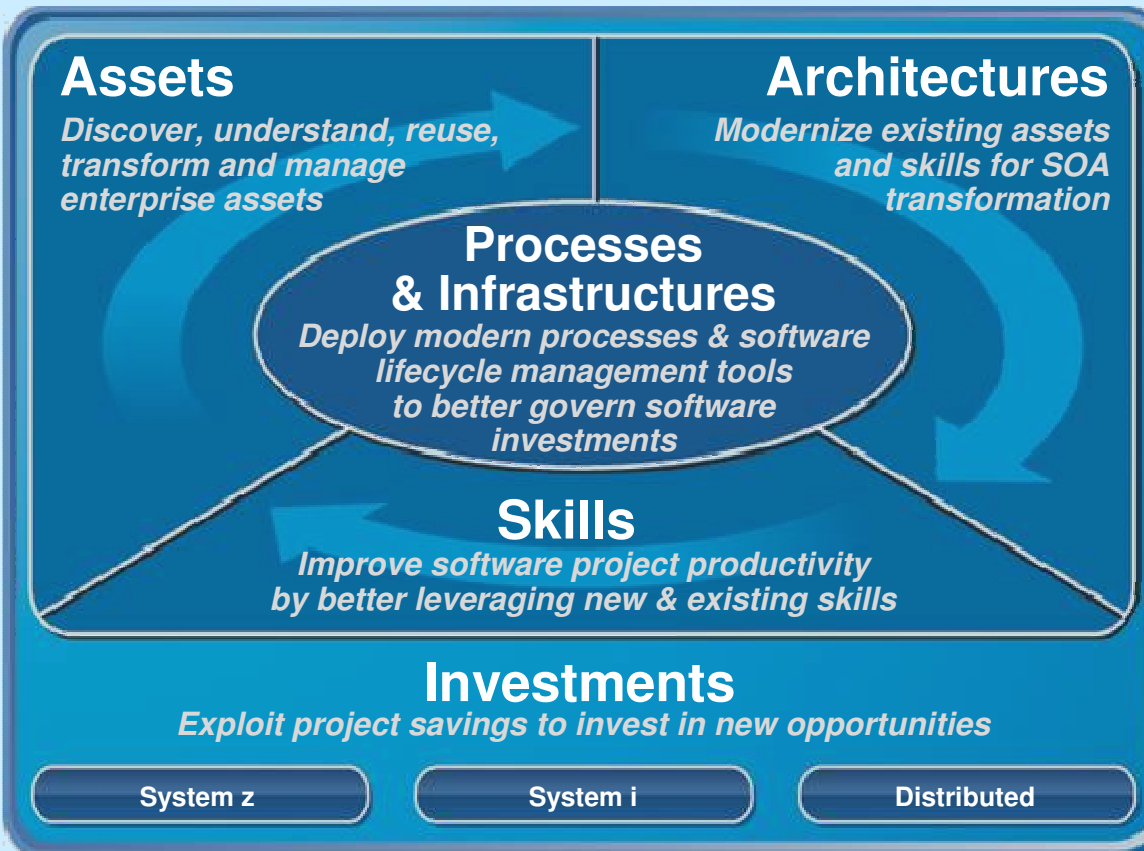 Assets
Discover, understand, reuse,
transform and manage
enterprise assets
Architectures
Modernize existing assets
and skills for SOA
transformation
Processes
& Infrastructures
Deploy modern processes & software
lifecycle management tools
to better govern software
investments
Skills
Improve software project productivity
by better leveraging new & existing skills
Investments
Exploit project savings to invest in new opportunities
System z
System i
Distributed